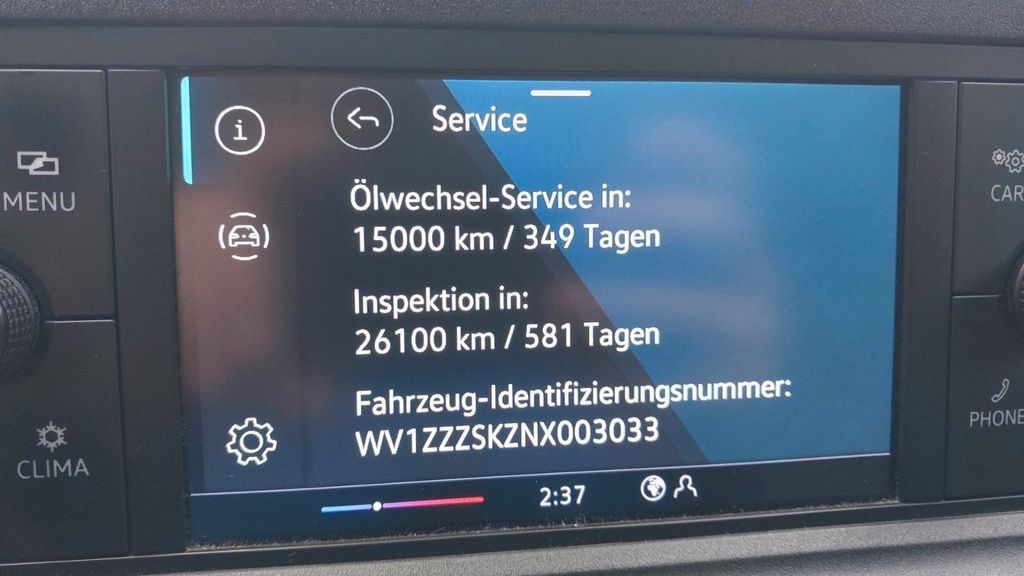 Service
Ölwechsel-Service in:
15000 km / 349 Tagen
Inspektion in:
26100 km / 581 Tagen
Fahrzeug-Identifizierungsnummer:
WV1ZZZSKZNX003033
2:37
MENU
CLIMA
CAR
PHONE